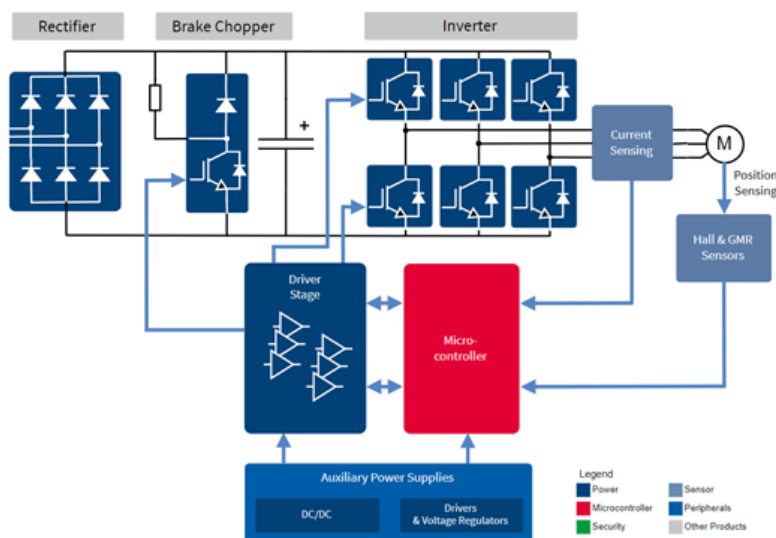 Rectifier
Brake Chopper
Inverter
+
Current
Sensing
M
Position
Sensing
Hall & GMR
Sensors
Driver
Stage
Micro-
controller
Auxiliary Power Supplies
DC/DC
Drivers
& Voltage Regulators
Legend
Power
Sensor
Microcontroller
Peripherals
Security
Other Products